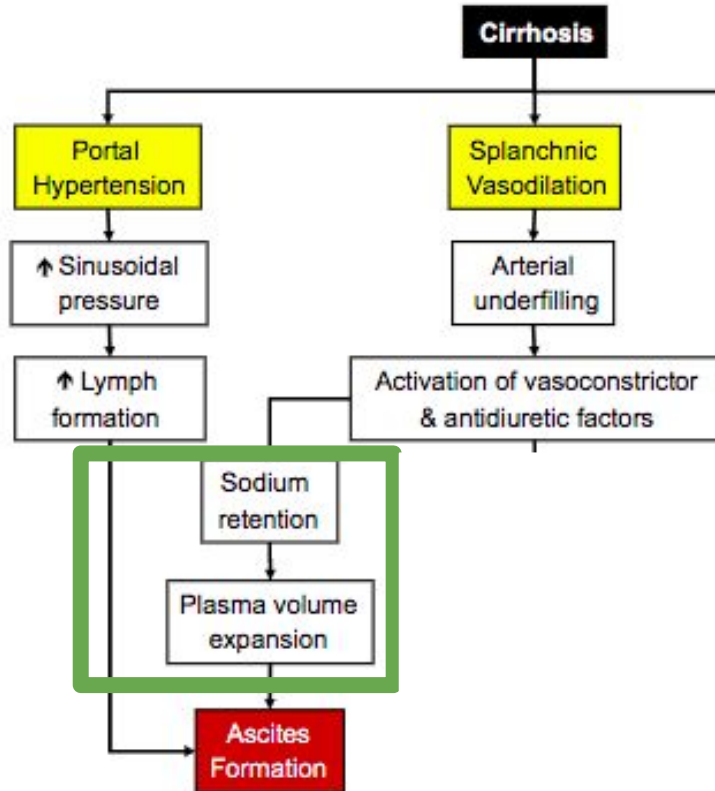 Cirrhosis
Portal
Hypertension
Splanchnic
Vasodilation
↑ Sinusoidal
pressure
Arterial
underfilling
↑ Lymph
formation
Activation of vasoconstrictor
& antidiuretic factors
Sodium
retention
Plasma volume
expansion
Ascites
Formation